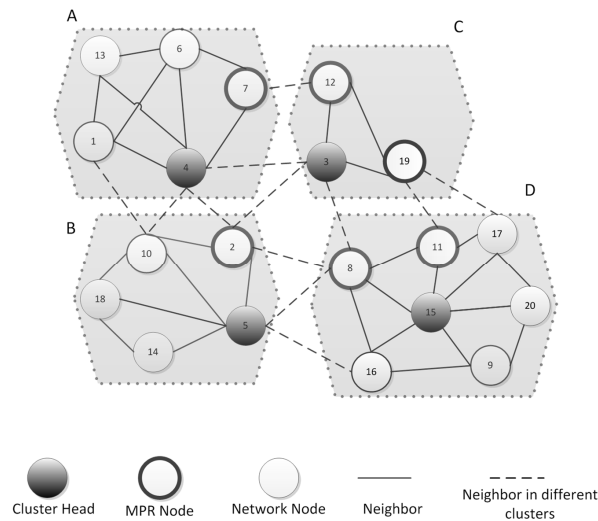 A
C
6
13
7
12
1
4
3
19
B
D
10
2
11
17
8
18
15
20
5
14
16
9
Cluster Head
MPR Node
Network Node
Neighbor
Neighbor in different
clusters